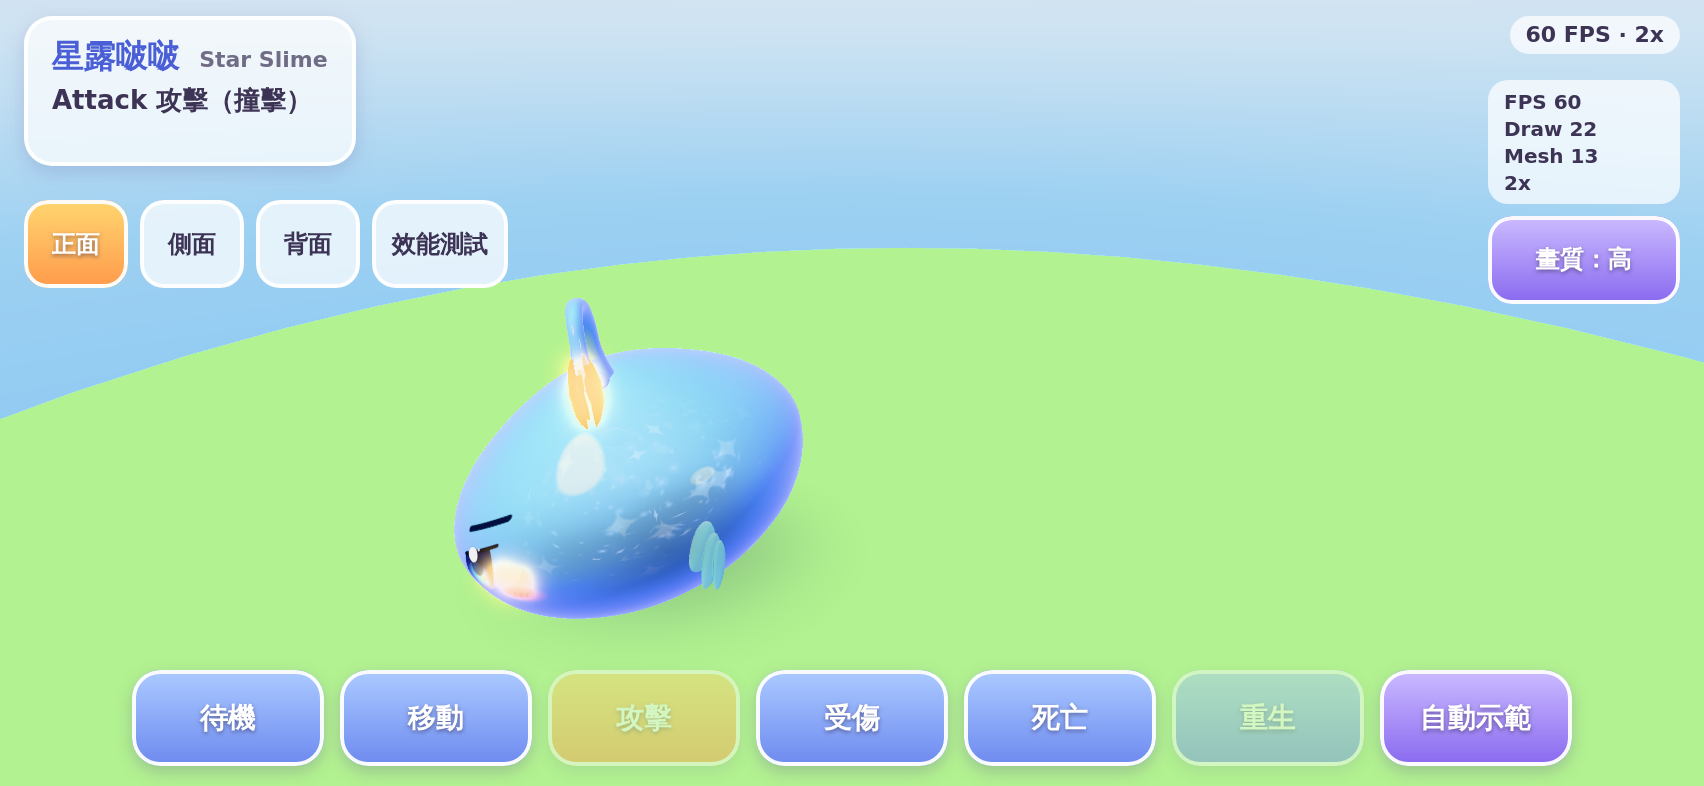 星露啵啵 Star Slime
Attack 攻擊（撞擊）
60 FPS · 2x
FPS 60
Draw 22
Mesh 13
2x
正面
側面
背面
效能測試
畫質：高
待機
移動
攻擊
受傷
死亡
重生
自動示範